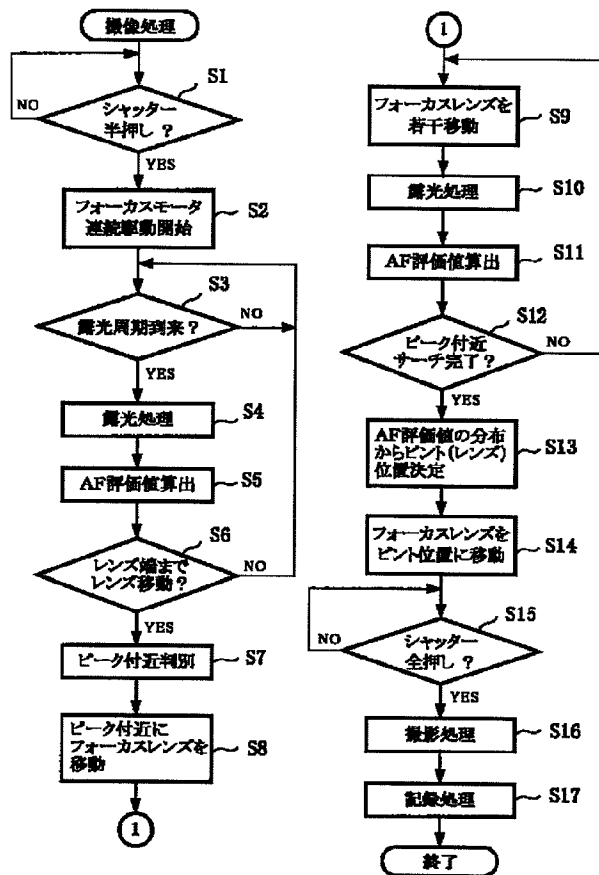 撮像処理
S1
シャッター
半押し ?
NO
YES
フォーカスモータ
連続駆動開始
S2
S3
露光周期到来?
NO
YES
露光処理
S4
AF評価値算出
S5
S6
レンズ端まで
レンズ移動?
NO
YES
ピーク付近判別
S7
ピーク付近に
フォーカスレンズを
移動
S8
1
1
フォーカスレンズを
若干移動
S9
露光処理
S10
AF評価値算出
S11
S12
ピーク付近
サーチ完了?
NO
YES
AF評価値の分布
からピント(レンズ)
位置決定
S13
フォーカスレンズを
ピント位置に移動
S14
S15
シャッター
全押し ?
NO
YES
撮影処理
S16
記録処理
S17
終了